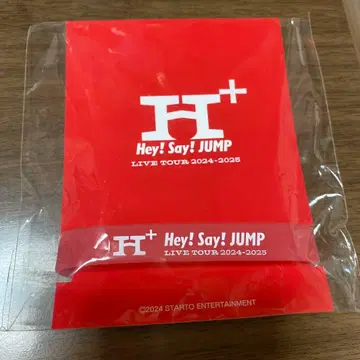 H+
Hey! Say! JUMP
LIVE TOUR 2024-2025
H+ Hey! Say! JUMP
LIVE TOUR 2024-2025
©2024 STARTO ENTERTAINMENT